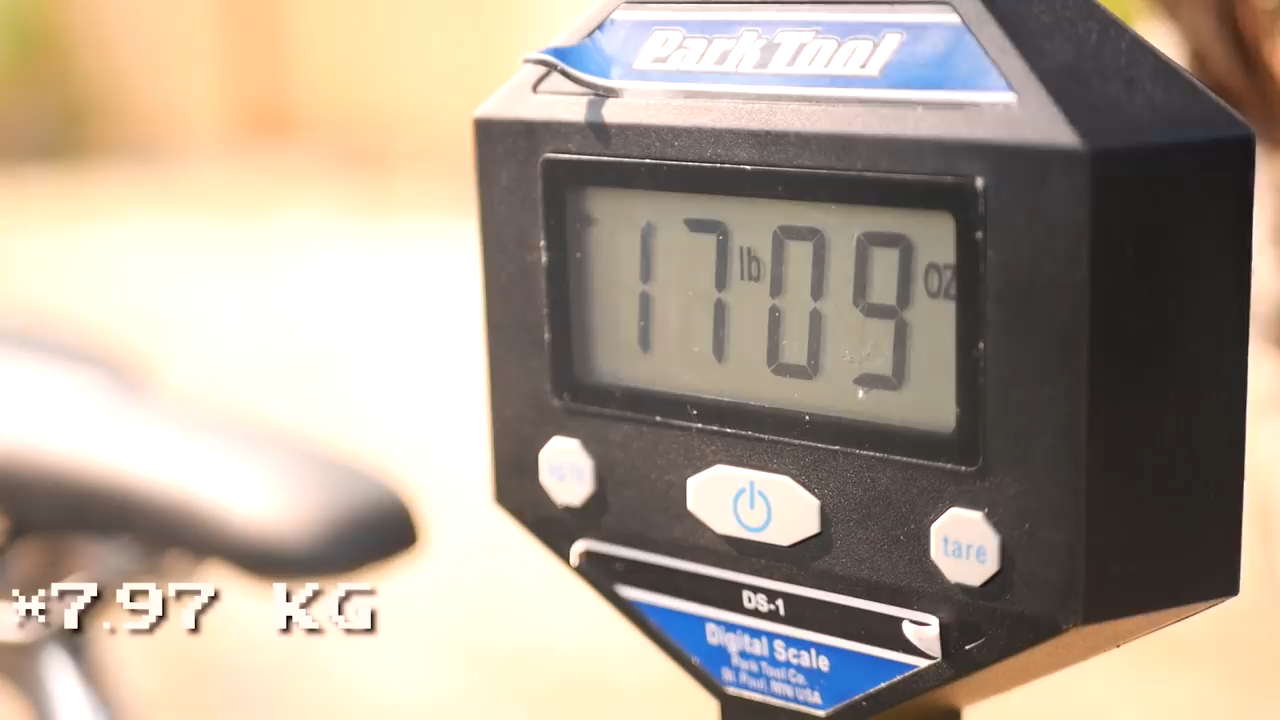 Park Tool
17 lb 09 oz
tare
DS-1
Digital Scale
Park Tool Co.
St. Paul, MN USA
*7.97 KG